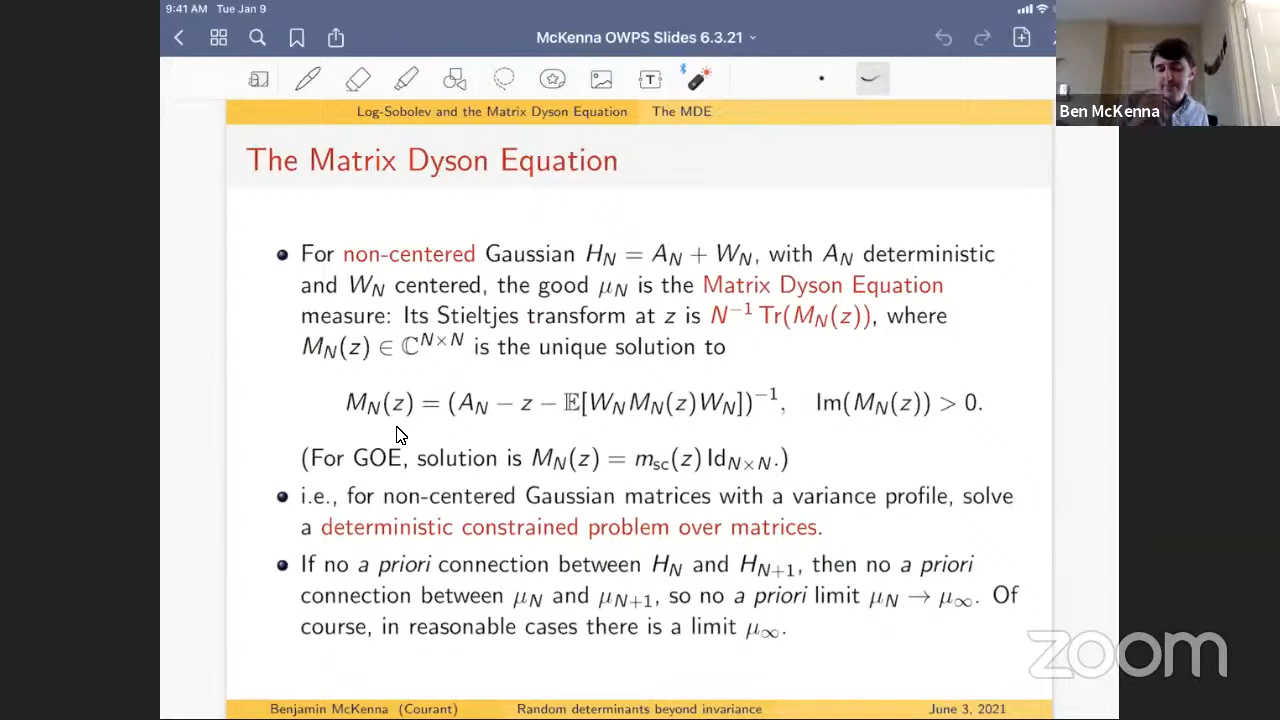 9:41 AM Tue Jan 9
McKenna OWPS Slides 6.3.21
T
Ben McKenna
Log-Sobolev and the Matrix Dyson Equation The MDE
The Matrix Dyson Equation
For non-centered Gaussian H_N = A_N + W_N, with A_N deterministic
and W_N centered, the good μ_N is the Matrix Dyson Equation
measure: Its Stieltjes transform at z is N^{-1} Tr(M_N(z)), where
M_N(z) ∈ ℂ^{N×N} is the unique solution to
M_N(z) = (A_N − z − 𝔼[W_N M_N(z) W_N])^{-1}, Im(M_N(z)) > 0.
(For GOE, solution is M_N(z) = m_sc(z) Id_{N×N}.)
i.e., for non-centered Gaussian matrices with a variance profile, solve
a deterministic constrained problem over matrices.
If no a priori connection between H_N and H_{N+1}, then no a priori
connection between μ_N and μ_{N+1}, so no a priori limit μ_N → μ_∞. Of
course, in reasonable cases there is a limit μ_∞.
zoom
Benjamin McKenna (Courant) Random determinants beyond invariance June 3, 2021